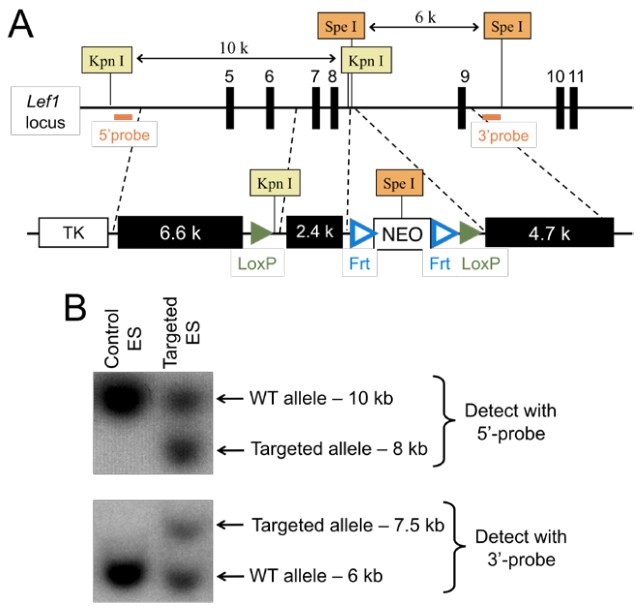 A
Spe I
6 k
Spe I
Kpn I
10 k
Kpn I
5
6
7
8
9
10
11
Lef1
locus
5'probe
3'probe
Kpn I
Spe I
TK
6.6 k
2.4 k
NEO
4.7 k
LoxP
Frt
Frt
LoxP
B
Control
ES
Targeted
ES
WT allele – 10 kb
Targeted allele – 8 kb
Detect with
5'-probe
Targeted allele – 7.5 kb
WT allele – 6 kb
Detect with
3'-probe